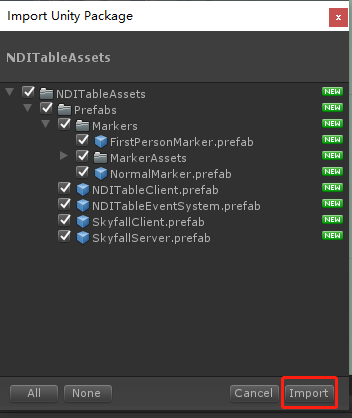 Import Unity Package
x
NDITableAssets
NDITableAssets NEW
Prefabs NEW
Markers NEW
FirstPersonMarker.prefab NEW
MarkerAssets NEW
NormalMarker.prefab NEW
NDITableClient.prefab NEW
NDITableEventSystem.prefab NEW
SkyfallClient.prefab NEW
SkyfallServer.prefab NEW
All None Cancel Import